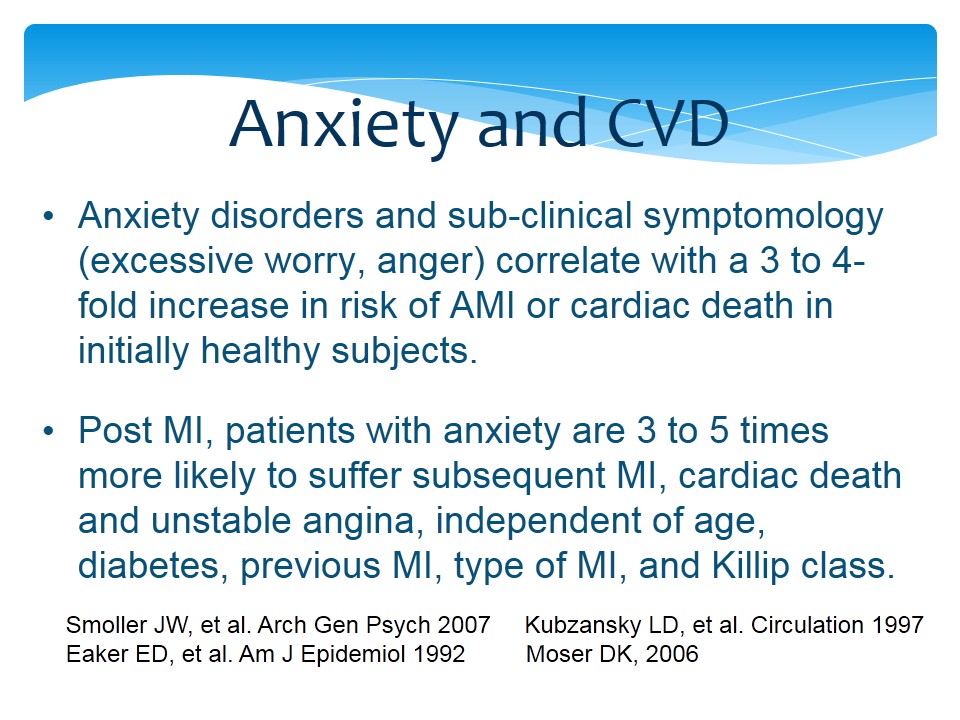 Anxiety and CVD
• Anxiety disorders and sub-clinical symptomology
(excessive worry, anger) correlate with a 3 to 4-
fold increase in risk of AMI or cardiac death in
initially healthy subjects.
• Post MI, patients with anxiety are 3 to 5 times
more likely to suffer subsequent MI, cardiac death
and unstable angina, independent of age,
diabetes, previous MI, type of MI, and Killip class.
Smoller JW, et al. Arch Gen Psych 2007 Kubzansky LD, et al. Circulation 1997
Eaker ED, et al. Am J Epidemiol 1992 Moser DK, 2006